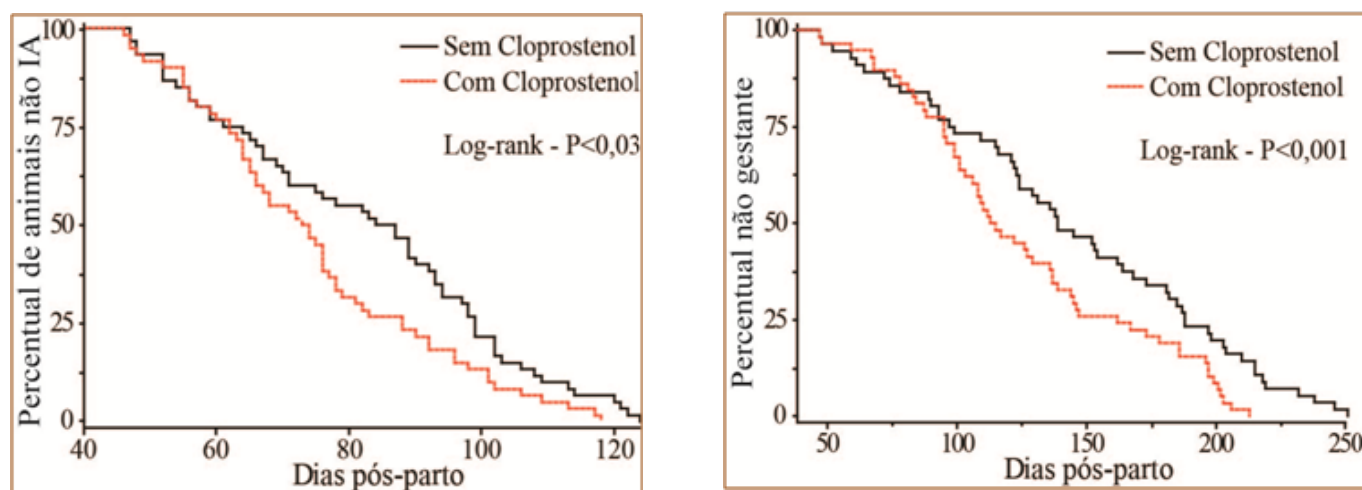 Percentual de animais não IA
100
75
50
25
0
Sem Cloprostenol
Com Cloprostenol
Log-rank - P<0,03
40 60 80 100 120
Dias pós-parto
Percentual não gestante
100
75
50
25
0
Sem Cloprostenol
Com Cloprostenol
Log-rank - P<0,001
50 100 150 200 250
Dias pós-parto